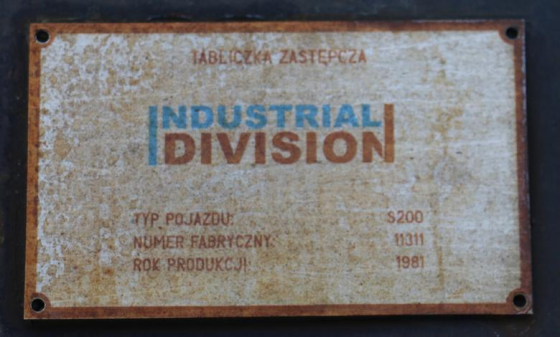 TABLICZKA ZASTĘPCZA
INDUSTRIAL
DIVISION
TYP POJAZDU: S200
NUMER FABRYCZNY: 11311
ROK PRODUKCJI: 1981